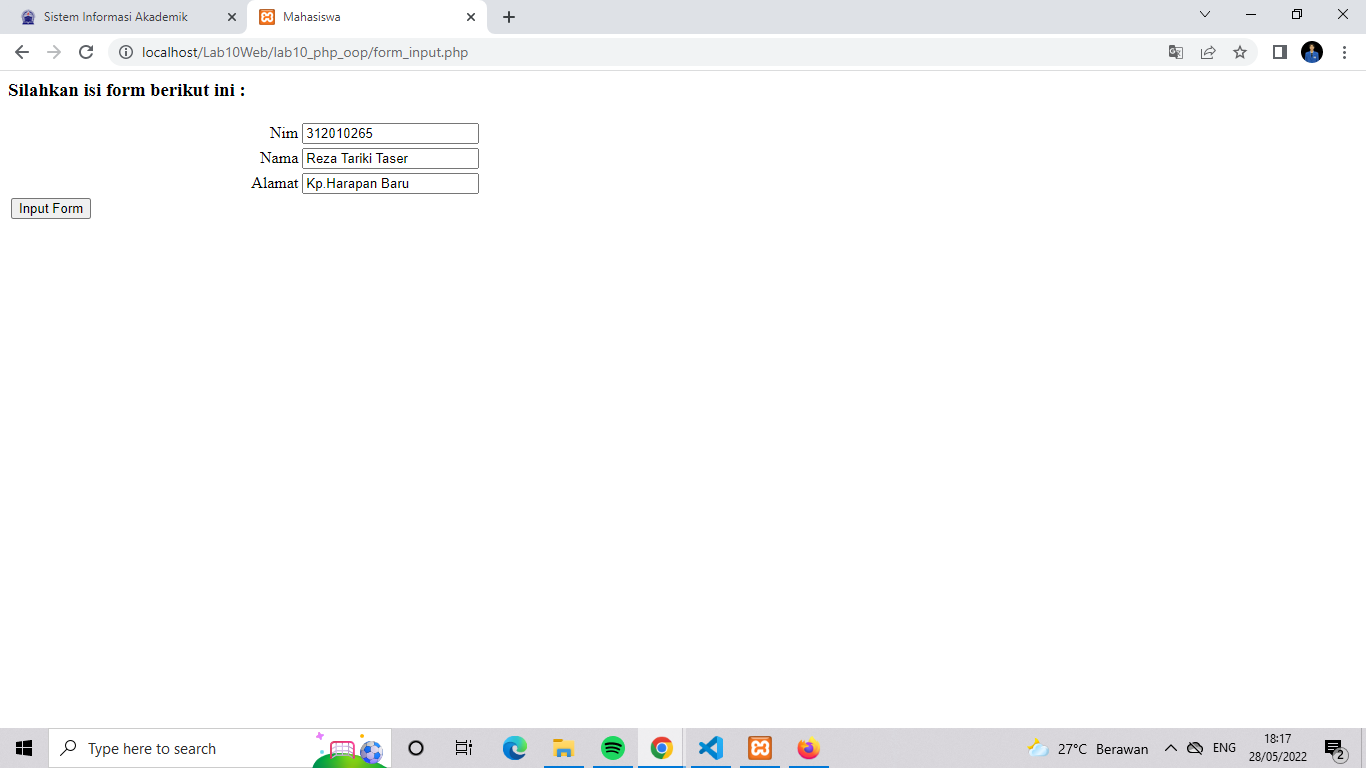 Sistem Informasi Akademik
Mahasiswa
localhost/Lab10Web/lab10_php_oop/form_input.php
Silahkan isi form berikut ini :
Nim 312010265
Nama Reza Tariki Taser
Alamat Kp.Harapan Baru
Input Form
Type here to search
27°C Berawan
ENG
18:17
28/05/2022
2